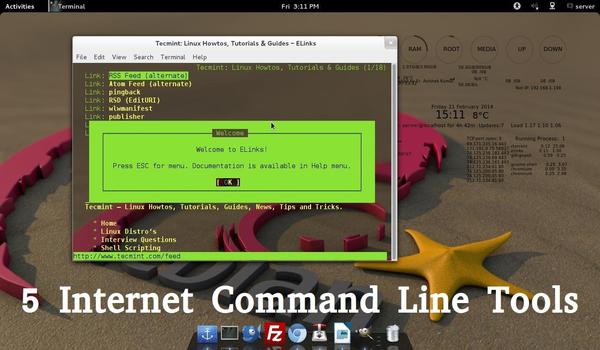 Activities Terminal Fri 3:11 PM server
Tecmint: Linux Howtos, Tutorials & Guides – ELinks
File Edit View Search Terminal Help
Tecmint: Linux Howtos, Tutorials & Guides (1/18)
Link: RSS Feed (alternate)
Link: Atom Feed (alternate)
Link: pingback
Link: RSD (EditURI)
Link: wlwmanifest
Link: publisher
Welcome
Welcome to ELinks!
Press ESC for menu. Documentation is available in Help menu.
[ OK ]
Tecmint – Linux Howtos, Tutorials, Guides, News, Tips and Tricks.
* Home
* Linux Distro's
* Interview Questions
* Shell Scripting
http://www.tecmint.com/feed
RAM ROOT MEDIA UP DOWN
Friday 21 february 2014
15:11 8°C
5 Internet Command Line Tools